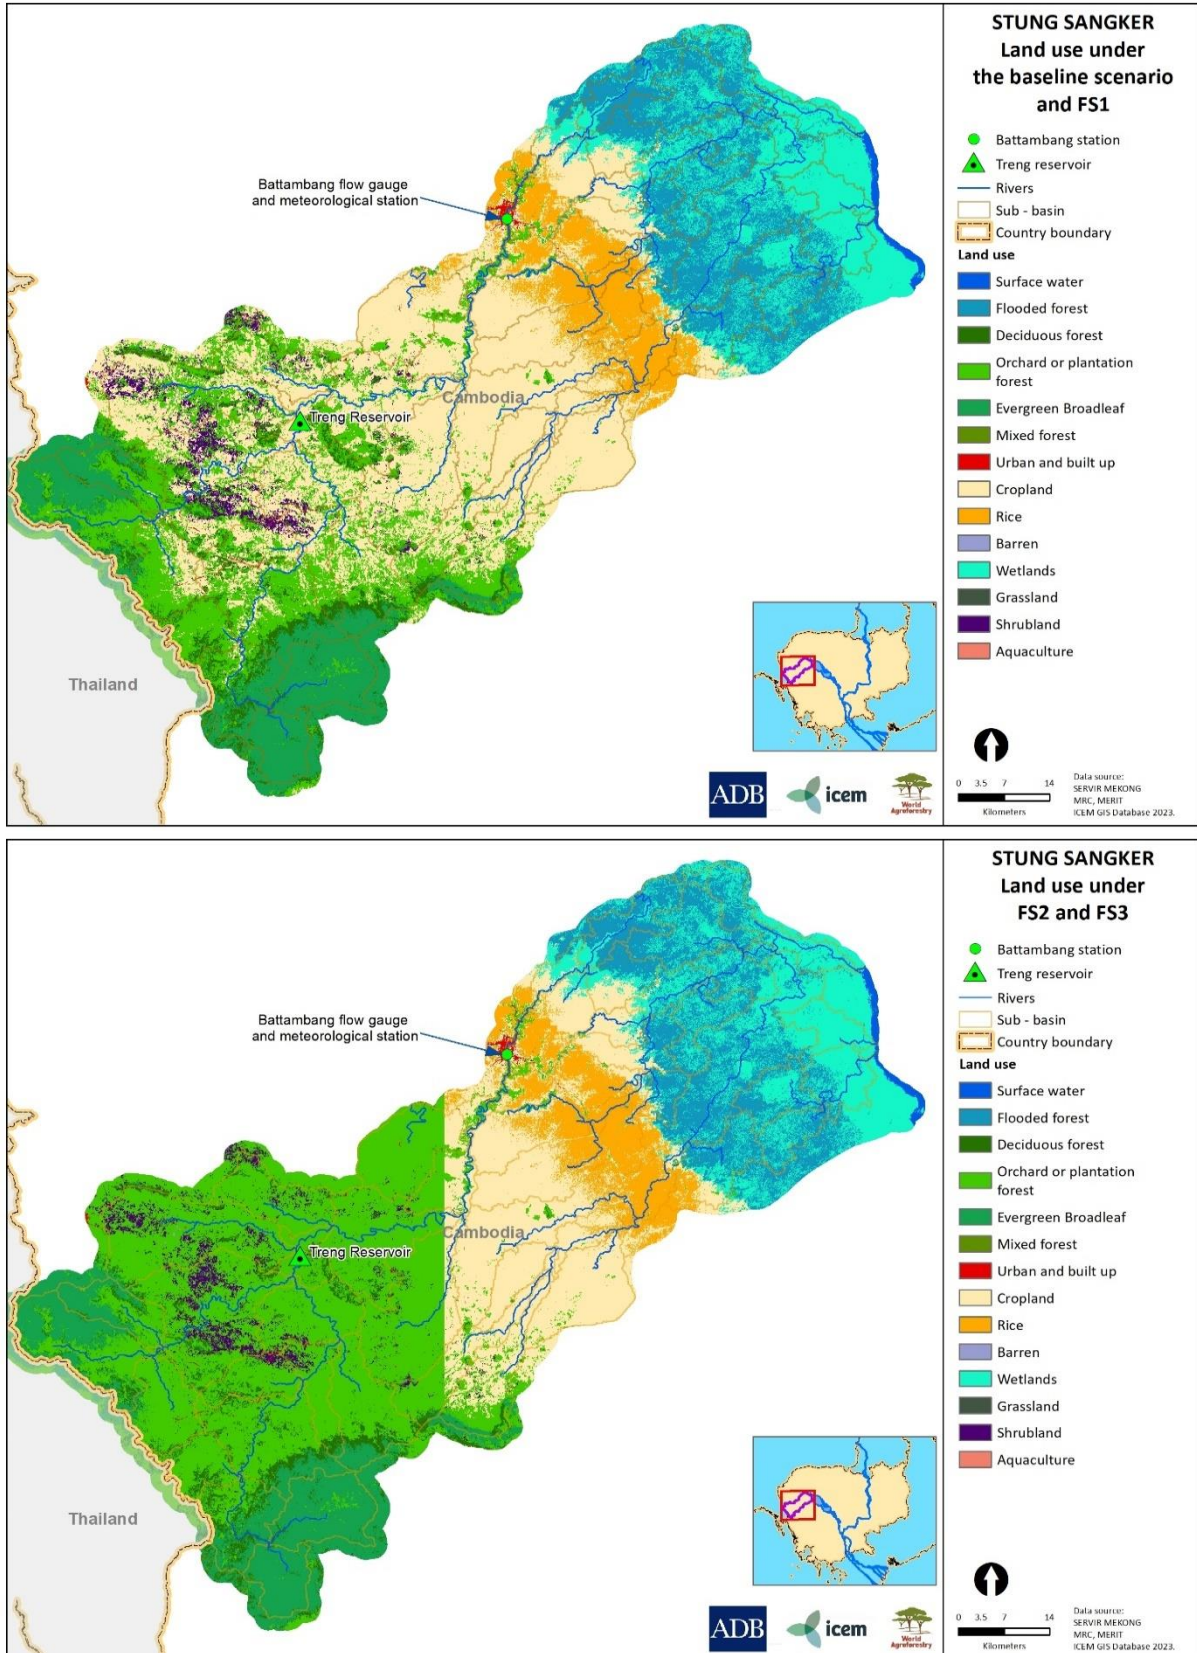 STUNG SANGKER
Land use under
the baseline scenario
and FS1
Battambang station
Treng reservoir
Rivers
Sub - basin
Country boundary
Land use
Surface water
Flooded forest
Deciduous forest
Orchard or plantation
forest
Evergreen Broadleaf
Mixed forest
Urban and built up
Cropland
Rice
Barren
Wetlands
Grassland
Shrubland
Aquaculture
Battambang flow gauge
and meteorological station
Cambodia
Treng Reservoir
Thailand
ADB
icem
World
Agroforestry
0 3.5 7 14
Kilometers
Data source:
SERVIR MEKONG
MRC, MERIT
ICEM GIS Database 2023.
STUNG SANGKER
Land use under
FS2 and FS3
Battambang station
Treng reservoir
Rivers
Sub - basin
Country boundary
Land use
Surface water
Flooded forest
Deciduous forest
Orchard or plantation
forest
Evergreen Broadleaf
Mixed forest
Urban and built up
Cropland
Rice
Barren
Wetlands
Grassland
Shrubland
Aquaculture
Battambang flow gauge
and meteorological station
Cambodia
Treng Reservoir
Thailand
ADB
icem
World
Agroforestry
0 3.5 7 14
Kilometers
Data source:
SERVIR MEKONG
MRC, MERIT
ICEM GIS Database 2023.